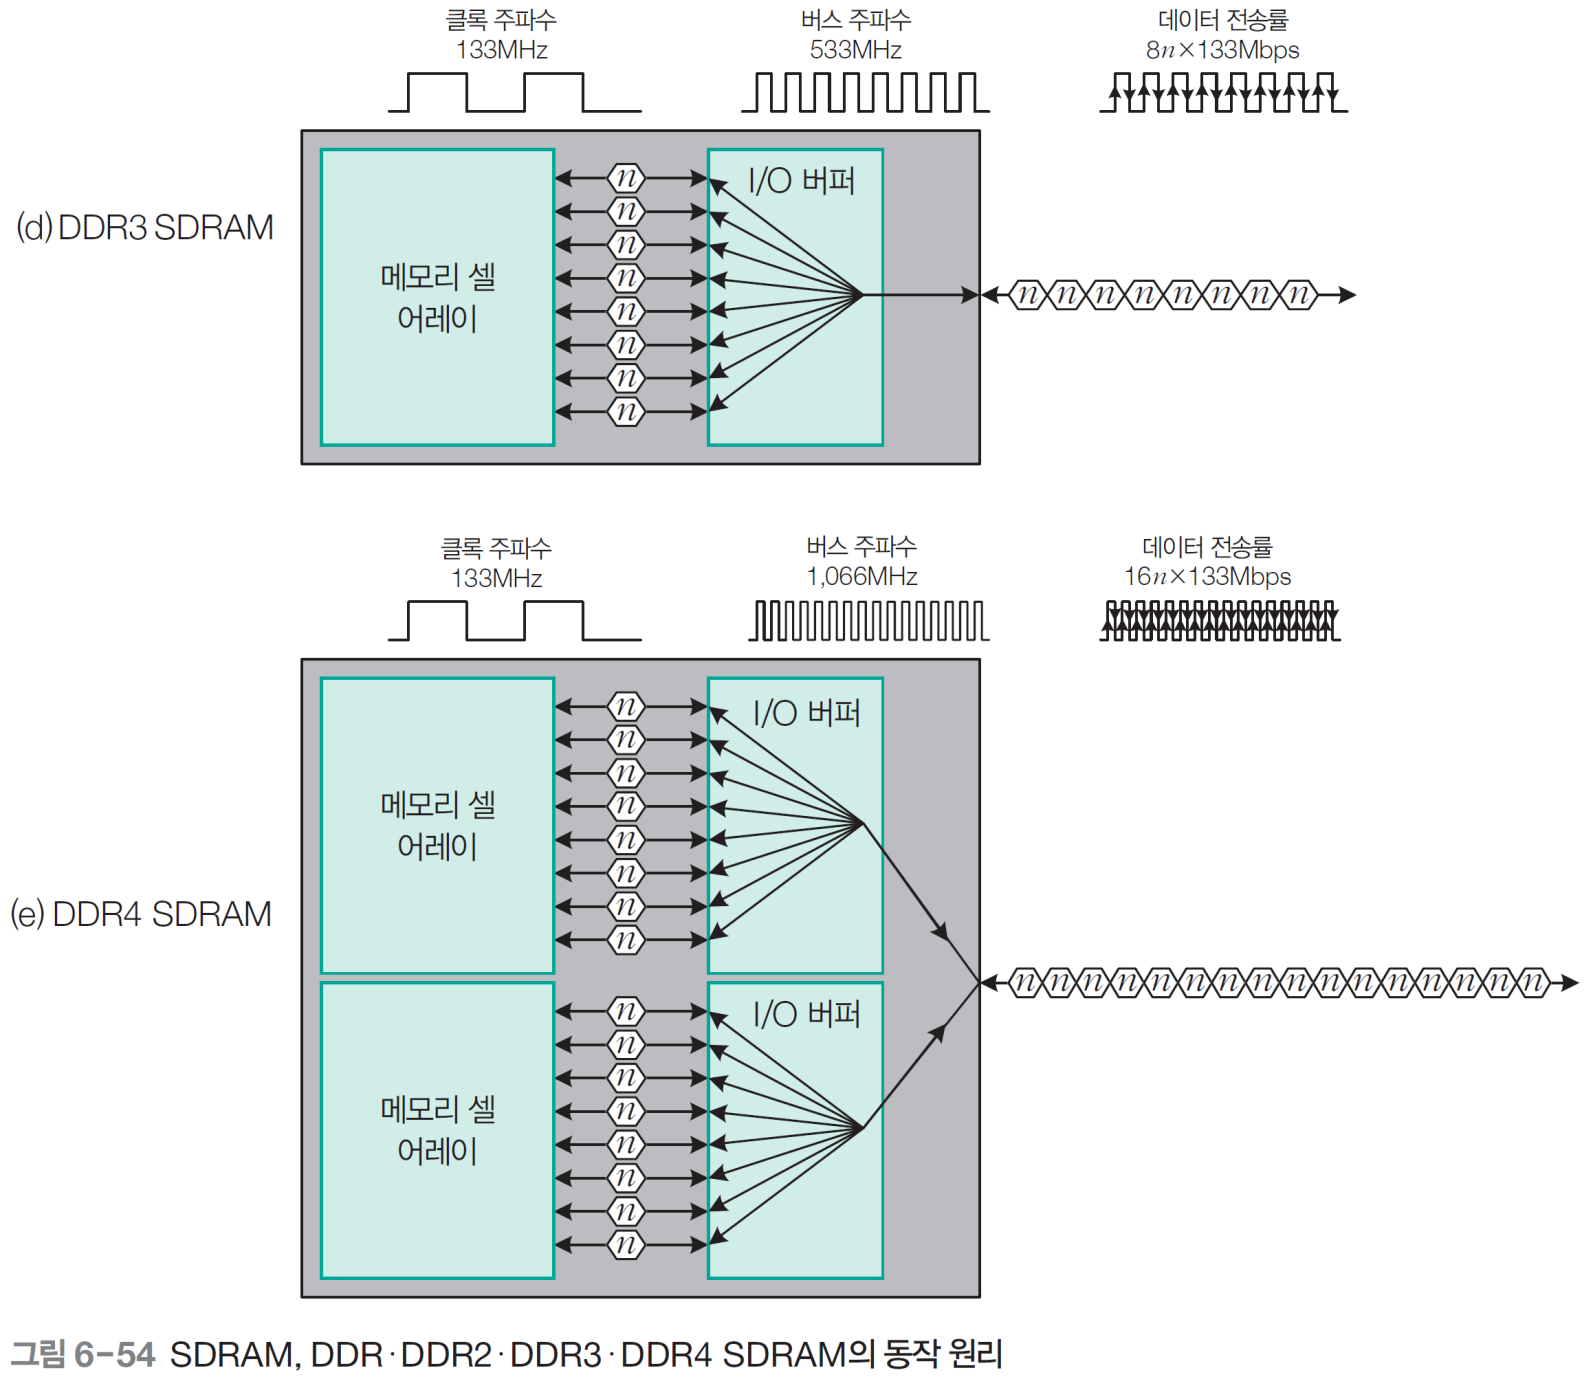 클록 주파수
133MHz
버스 주파수
533MHz
데이터 전송률
8n×133Mbps
(d) DDR3 SDRAM
메모리 셀
어레이
n
n
n
n
n
n
n
n
I/O 버퍼
n n n n n n n n
클록 주파수
133MHz
버스 주파수
1,066MHz
데이터 전송률
16n×133Mbps
(e) DDR4 SDRAM
메모리 셀
어레이
n
n
n
n
n
n
n
n
I/O 버퍼
메모리 셀
어레이
n
n
n
n
n
n
n
n
I/O 버퍼
n n n n n n n n n n n n n n n n
그림 6-54 SDRAM, DDR·DDR2·DDR3·DDR4 SDRAM의 동작 원리